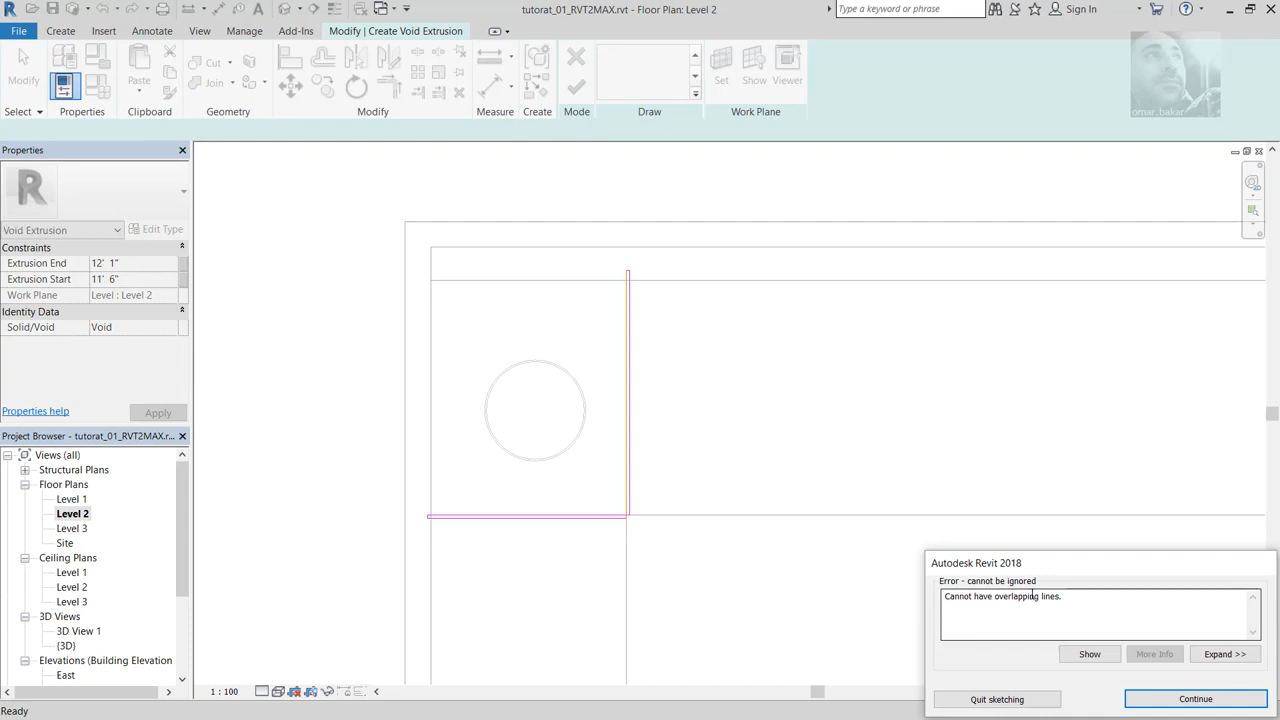 tutorat_01_RVT2MAX.rvt - Floor Plan: Level 2
Type a keyword or phrase
Sign In
File
Create
Insert
Annotate
View
Manage
Add-Ins
Modify | Create Void Extrusion
Modify
Paste
Cut
Join
Set
Show
Viewer
Select
Properties
Clipboard
Geometry
Modify
Measure
Create
Mode
Draw
Work Plane
omar_bakar
Properties
Void Extrusion
Edit Type
Constraints
Extrusion End
12' 1"
Extrusion Start
11' 6"
Work Plane
Level : Level 2
Identity Data
Solid/Void
Void
Properties help
Apply
Project Browser - tutorat_01_RVT2MAX.r...
Views (all)
Structural Plans
Floor Plans
Level 1
Level 2
Level 3
Site
Ceiling Plans
Level 1
Level 2
Level 3
3D Views
3D View 1
{3D}
Elevations (Building Elevation
East
1 : 100
Ready
Autodesk Revit 2018
Error - cannot be ignored
Cannot have overlapping lines.
Show
More Info
Expand >>
Quit sketching
Continue